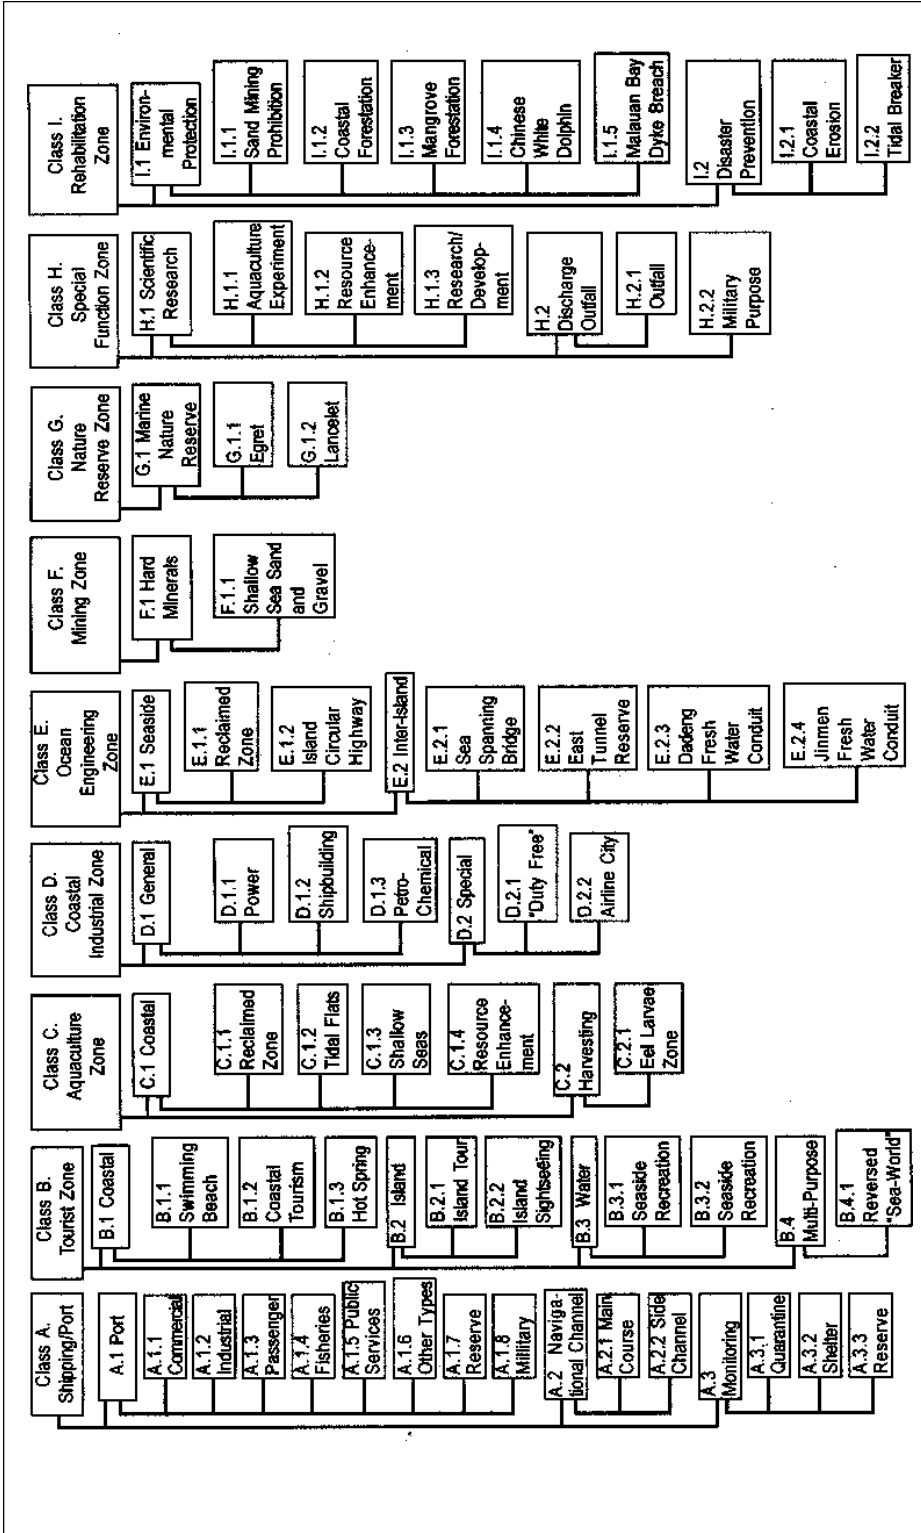 Class A.
Shipping/Port
A.1 Port
A.1.1
Commercial
A.1.2
Industrial
A.1.3
Passenger
A.1.4
Fisheries
A.1.5 Public
Services
A.1.6
Other Types
A.1.7
Reserve
A.1.8
Military
A.2 Naviga-
tional Channel
A.2.1 Main
Course
A.2.2 Side
Channel
A.3
Monitoring
A.3.1
Quarantine
A.3.2
Shelter
A.3.3
Reserve
Class B.
Tourist Zone
B.1 Coastal
B.1.1
Swimming
Beach
B.1.2
Coastal
Tourism
B.1.3
Hot Spring
B.2 Island
B.2.1
Island Tour
B.2.2
Island
Sightseeing
B.3 Water
B.3.1
Seaside
Recreation
B.3.2
Seaside
Recreation
B.4
Multi-Purpose
B.4.1
Reversed
"Sea-World"
Class C.
Aquaculture
Zone
C.1 Coastal
C.1.1
Reclaimed
Zone
C.1.2
Tidal Flats
C.1.3
Shallow
Seas
C.1.4
Resource
Enhance-
ment
C.2
Harvesting
C.2.1
Eel Larvae
Zone
Class D.
Coastal
Industrial Zone
D.1 General
D.1.1
Power
D.1.2
Shipbuilding
D.1.3
Petro-
Chemical
D.2 Special
D.2.1
"Duty Free"
D.2.2
Airline City
Class E.
Ocean
Engineering
Zone
E.1 Seaside
E.1.1
Reclaimed
Zone
E.1.2
Island
Circular
Highway
E.2 Inter-island
E.2.1
Sea
Spanning
Bridge
E.2.2
East
Tunnel
Reserve
E.2.3
Dadeng
Fresh
Water
Conduit
E.2.4
Jinmen
Fresh
Water
Conduit
Class F.
Mining Zone
F.1 Hard
Minerals
F.1.1
Shallow
Sea Sand
and
Gravel
Class G.
Nature
Reserve Zone
G.1 Marine
Nature
Reserve
G.1.1
Egret
G.1.2
Lancelet
Class H.
Special
Function Zone
H.1 Scientific
Research
H.1.1
Aquaculture
Experiment
H.1.2
Resource
Enhance-
ment
H.1.3
Research/
Develop-
ment
H.2
Discharge
Outfall
H.2.1
Outfall
H.2.2
Military
Purpose
Class I.
Rehabilitation
Zone
I.1 Environ-
mental
Protection
I.1.1
Sand Mining
Prohibition
I.1.2
Coastal
Forestation
I.1.3
Mangrove
Forestation
I.1.4
Chinese
White
Dolphin
I.1.5
Malauan Bay
Dyke Breach
I.2
Disaster
Prevention
I.2.1
Coastal
Erosion
I.2.2
Tidal Breaker